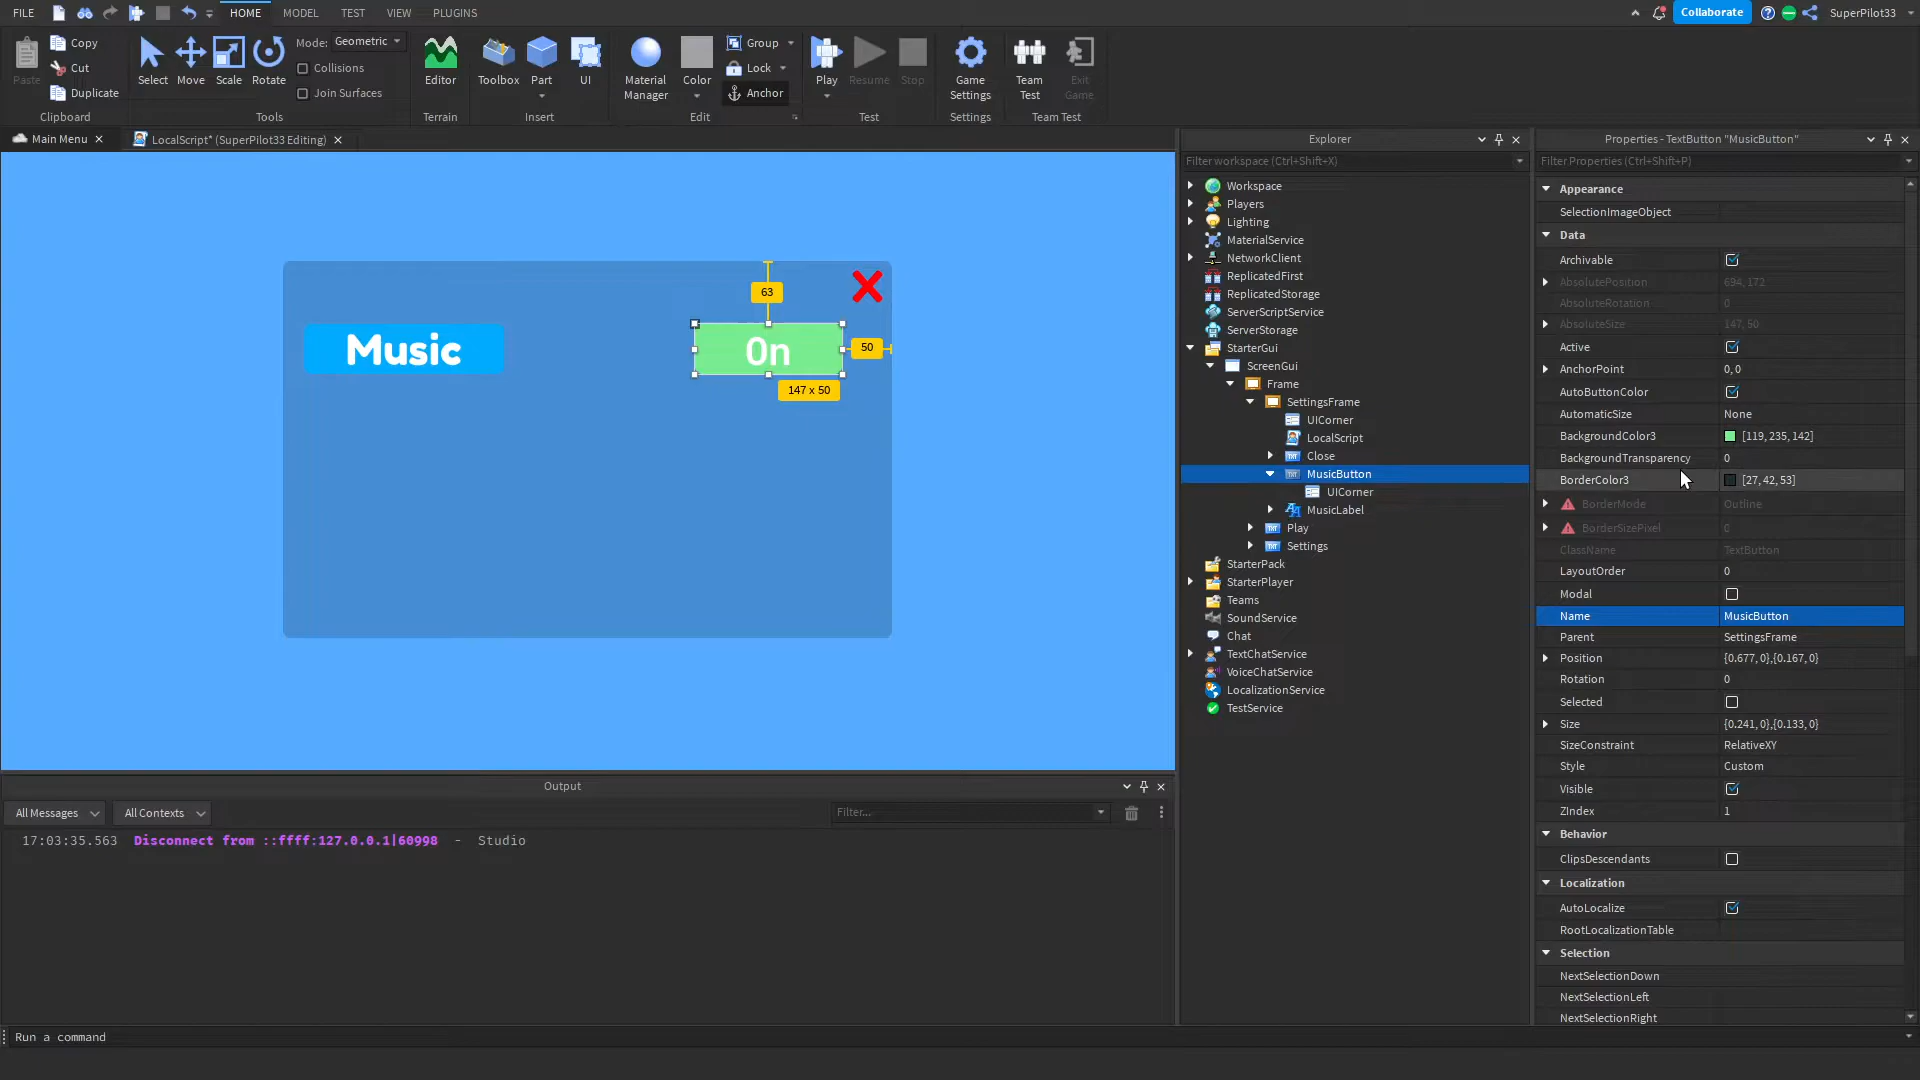 FILE HOME MODEL TEST VIEW PLUGINS Collaborate SuperPilot33
Paste Copy Cut Duplicate Clipboard
Select Move Scale Rotate Mode: Geometric Collisions Join Surfaces Tools
Editor Terrain
Toolbox Part UI Insert
Material Manager Color Group Lock Anchor Edit
Play Resume Stop Test
Game Settings Settings
Team Test Exit Game Team Test
Main Menu LocalScript* (SuperPilot33 Editing)
Music
On
63
50
147 x 50
Output
All Messages All Contexts Filter...
17:03:35.563 Disconnect from ::ffff:127.0.0.1|60998 - Studio
Run a command
Explorer
Filter workspace (Ctrl+Shift+X)
Workspace
Players
Lighting
MaterialService
NetworkClient
ReplicatedFirst
ReplicatedStorage
ServerScriptService
ServerStorage
StarterGui
ScreenGui
Frame
SettingsFrame
UICorner
LocalScript
Close
MusicButton
UICorner
MusicLabel
Play
Settings
StarterPack
StarterPlayer
Teams
SoundService
Chat
TextChatService
VoiceChatService
LocalizationService
TestService
Properties - TextButton "MusicButton"
Filter Properties (Ctrl+Shift+P)
Appearance
SelectionImageObject
Data
Archivable
AbsolutePosition 694, 172
AbsoluteRotation 0
AbsoluteSize 147, 50
Active
AnchorPoint 0, 0
AutoButtonColor
AutomaticSize None
BackgroundColor3 [119, 235, 142]
BackgroundTransparency 0
BorderColor3 [27, 42, 53]
BorderMode Outline
BorderSizePixel 0
ClassName TextButton
LayoutOrder 0
Modal
Name MusicButton
Parent SettingsFrame
Position {0.677, 0},{0.167, 0}
Rotation 0
Selected
Size {0.241, 0},{0.133, 0}
SizeConstraint RelativeXY
Style Custom
Visible
ZIndex 1
Behavior
ClipsDescendants
Localization
AutoLocalize
RootLocalizationTable
Selection
NextSelectionDown
NextSelectionLeft
NextSelectionRight